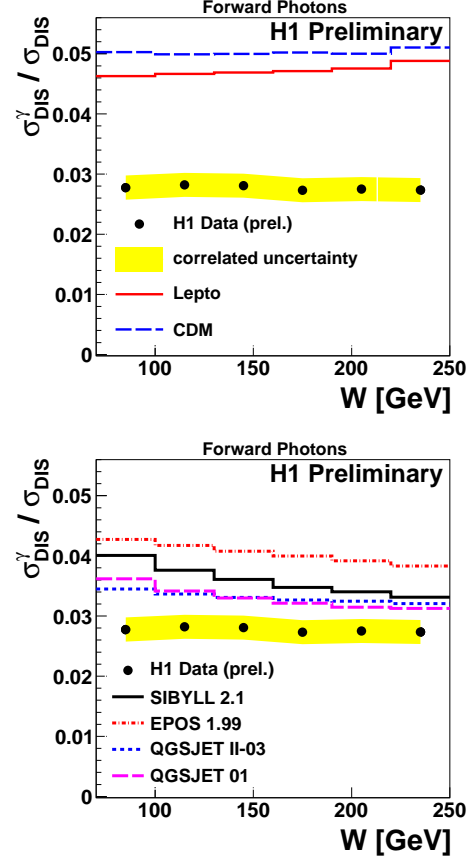 Forward Photons
H1 Preliminary
σ^γ_DIS / σ_DIS
0.05
0.04
0.03
0.02
0.01
0
H1 Data (prel.)
correlated uncertainty
Lepto
CDM
100 150 200 250
W [GeV]
Forward Photons
H1 Preliminary
σ^γ_DIS / σ_DIS
0.05
0.04
0.03
0.02
0.01
0
H1 Data (prel.)
SIBYLL 2.1
EPOS 1.99
QGSJET II-03
QGSJET 01
100 150 200 250
W [GeV]